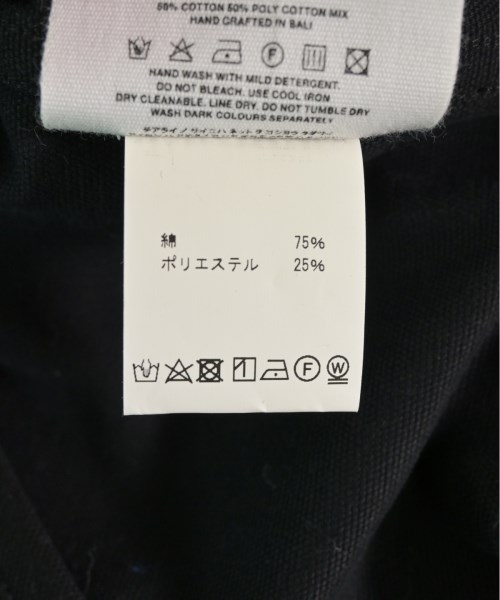 50% COTTON 50% POLY COTTON MIX
HAND CRAFTED IN BALI
HAND WASH WITH MILD DETERGENT.
DO NOT BLEACH. USE COOL IRON
DRY CLEANABLE. LINE DRY. DO NOT TUMBLE DRY
WASH DARK COLOURS SEPARATELY
綿 75%
ポリエステル 25%
F W